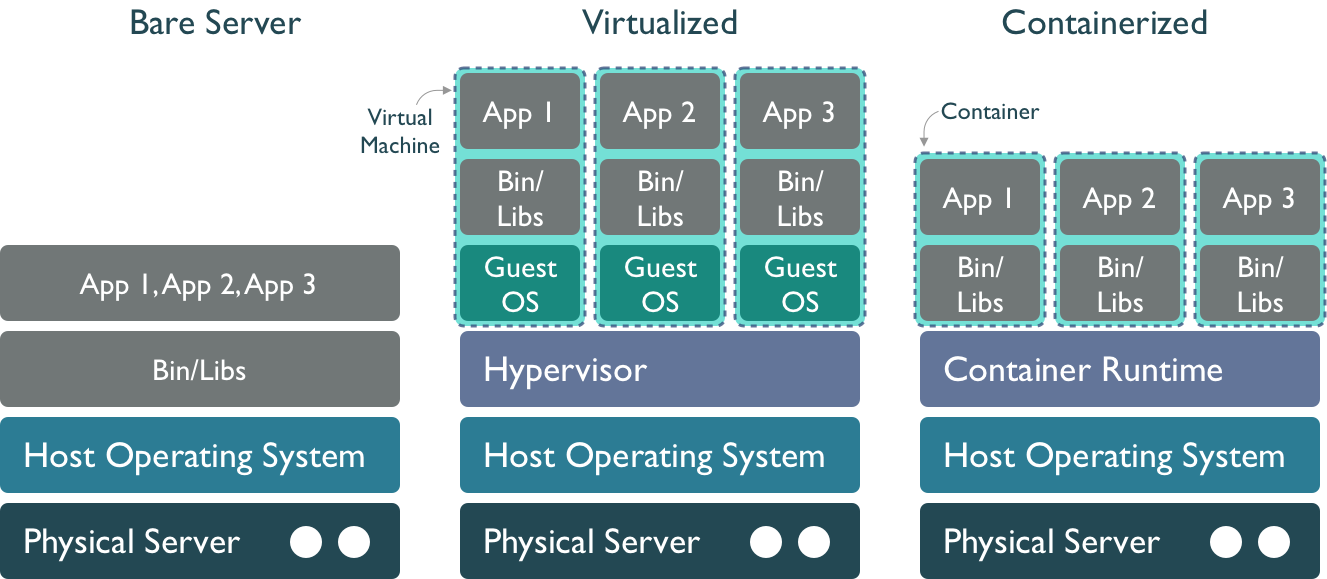 Bare Server
App 1, App 2, App 3
Bin/Libs
Host Operating System
Physical Server
Virtualized
Virtual
Machine
App 1
Bin/
Libs
Guest
OS
App 2
Bin/
Libs
Guest
OS
App 3
Bin/
Libs
Guest
OS
Hypervisor
Host Operating System
Physical Server
Containerized
Container
App 1
Bin/
Libs
App 2
Bin/
Libs
App 3
Bin/
Libs
Container Runtime
Host Operating System
Physical Server